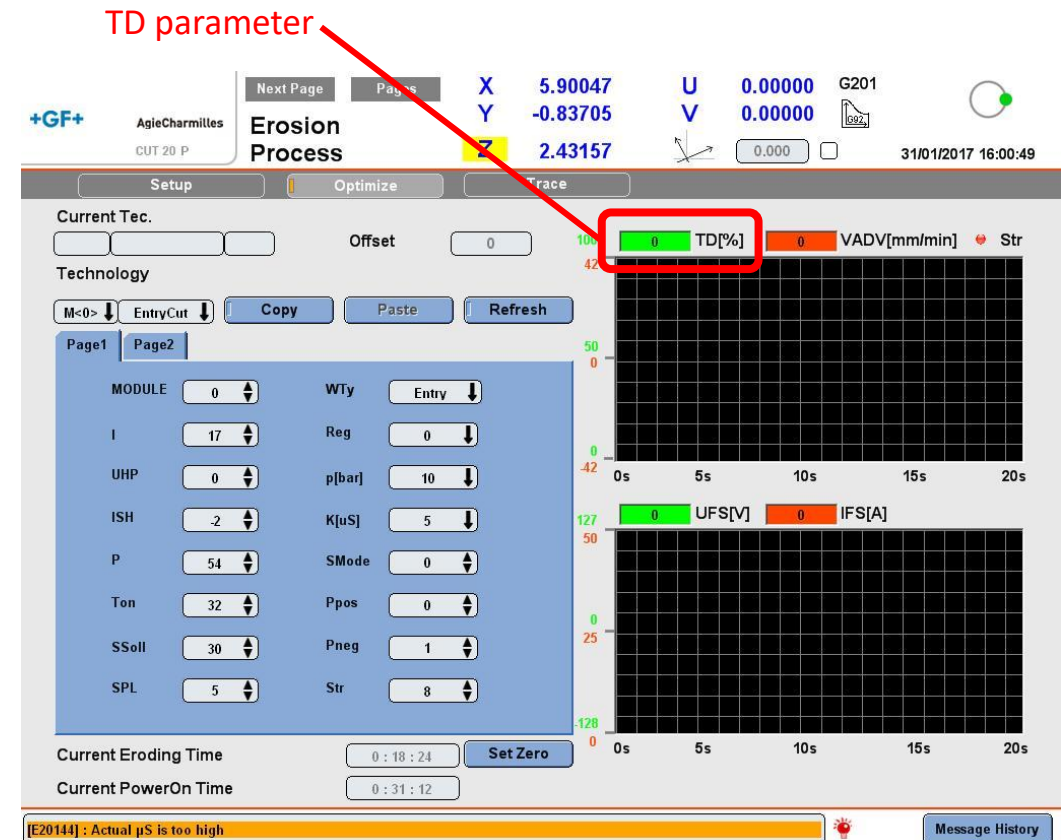 TD parameter
Next Page Pages X 5.90047 U 0.00000 G201
+GF+ AgieCharmilles Erosion Y -0.83705 V 0.00000 G92
CUT 20 P Process Z 2.43157 0.000 31/01/2017 16:00:49
Setup Optimize Trace
Current Tec. Offset 0 100 0 TD[%] 0 VADV[mm/min] Str
42
Technology
M<0> EntryCut Copy Paste Refresh
Page1 Page2 50
0
MODULE 0 WTy Entry
I 17 Reg 0
0
UHP 0 p[bar] 10 -42 0s 5s 10s 15s 20s
ISH -2 K[uS] 5 127 0 UFS[V] 0 IFS[A]
50
P 54 SMode 0
Ton 32 Ppos 0
0
SSoll 30 Pneg 1 25
SPL 5 Str 8
-128
Current Eroding Time 0 : 18 : 24 Set Zero 0 0s 5s 10s 15s 20s
Current PowerOn Time 0 : 31 : 12
[E20144] : Actual µS is too high Message History